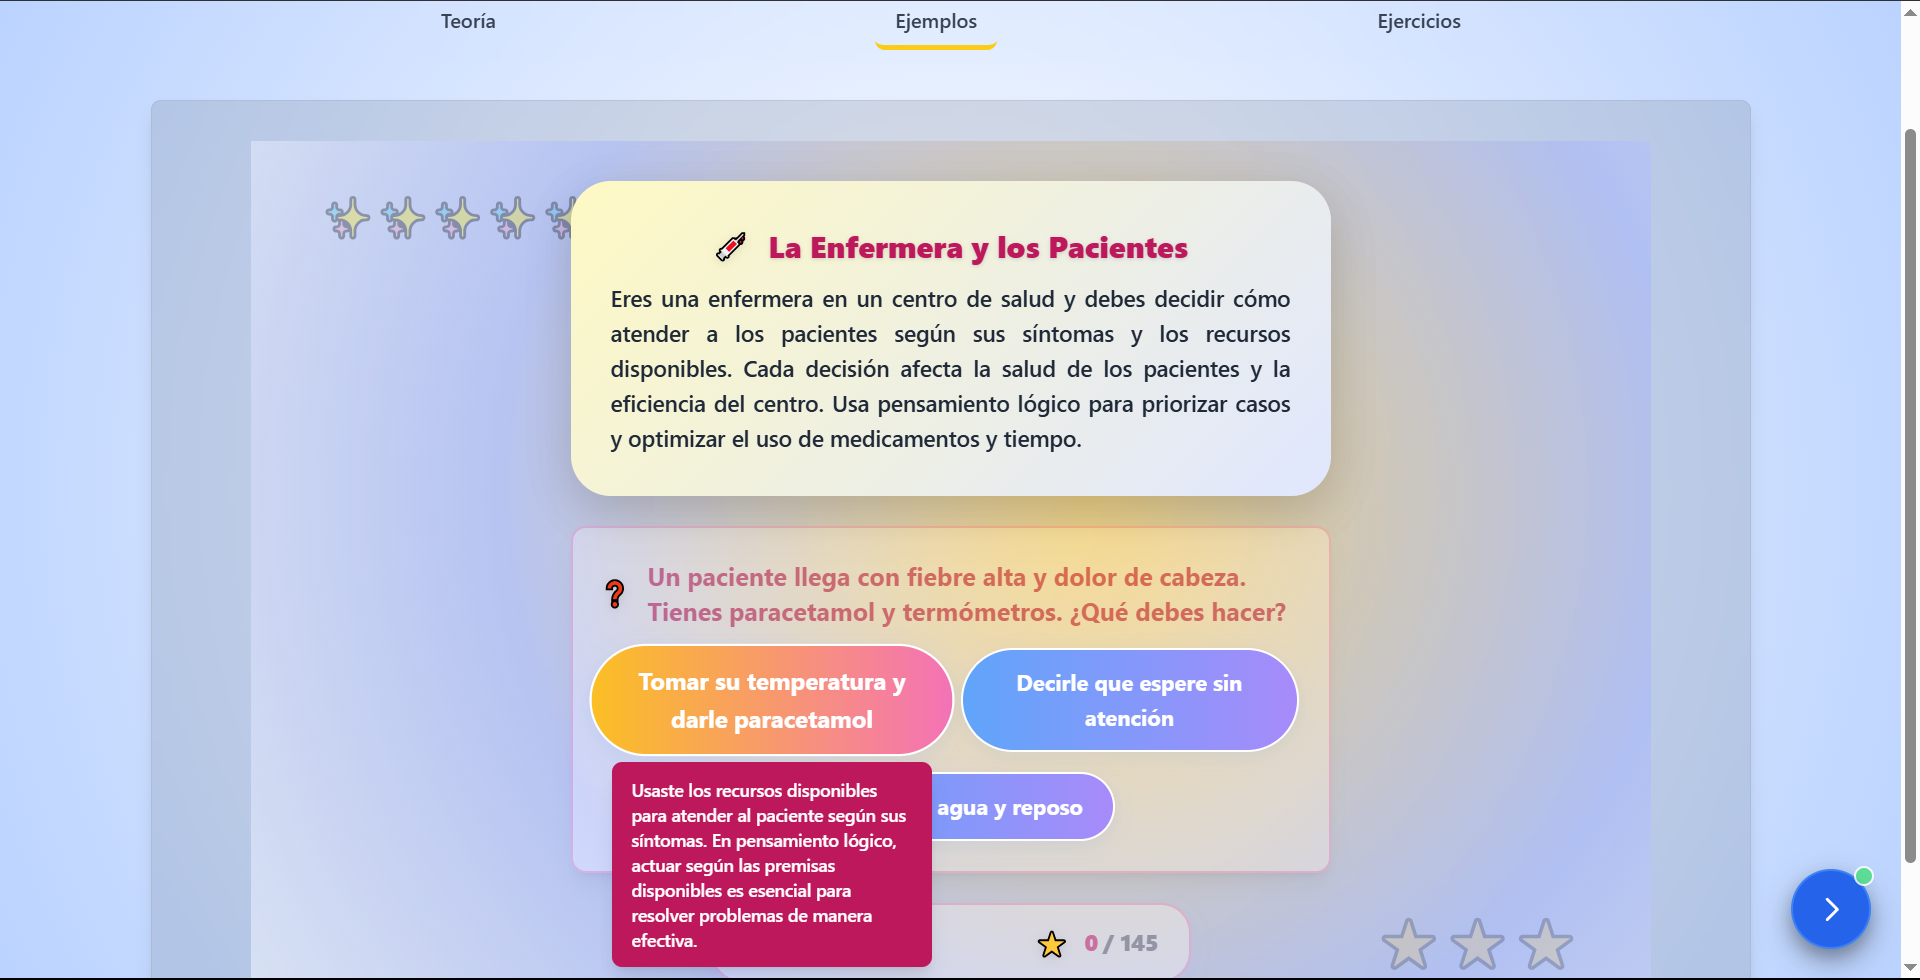 Teoría
Ejemplos
Ejercicios
La Enfermera y los Pacientes
Eres una enfermera en un centro de salud y debes decidir cómo
atender a los pacientes según sus síntomas y los recursos
disponibles. Cada decisión afecta la salud de los pacientes y la
eficiencia del centro. Usa pensamiento lógico para priorizar casos
y optimizar el uso de medicamentos y tiempo.
Un paciente llega con fiebre alta y dolor de cabeza.
Tienes paracetamol y termómetros. ¿Qué debes hacer?
Tomar su temperatura y
darle paracetamol
Decirle que espere sin
atención
agua y reposo
Usaste los recursos disponibles
para atender al paciente según sus
síntomas. En pensamiento lógico,
actuar según las premisas
disponibles es esencial para
resolver problemas de manera
efectiva.
0 / 145